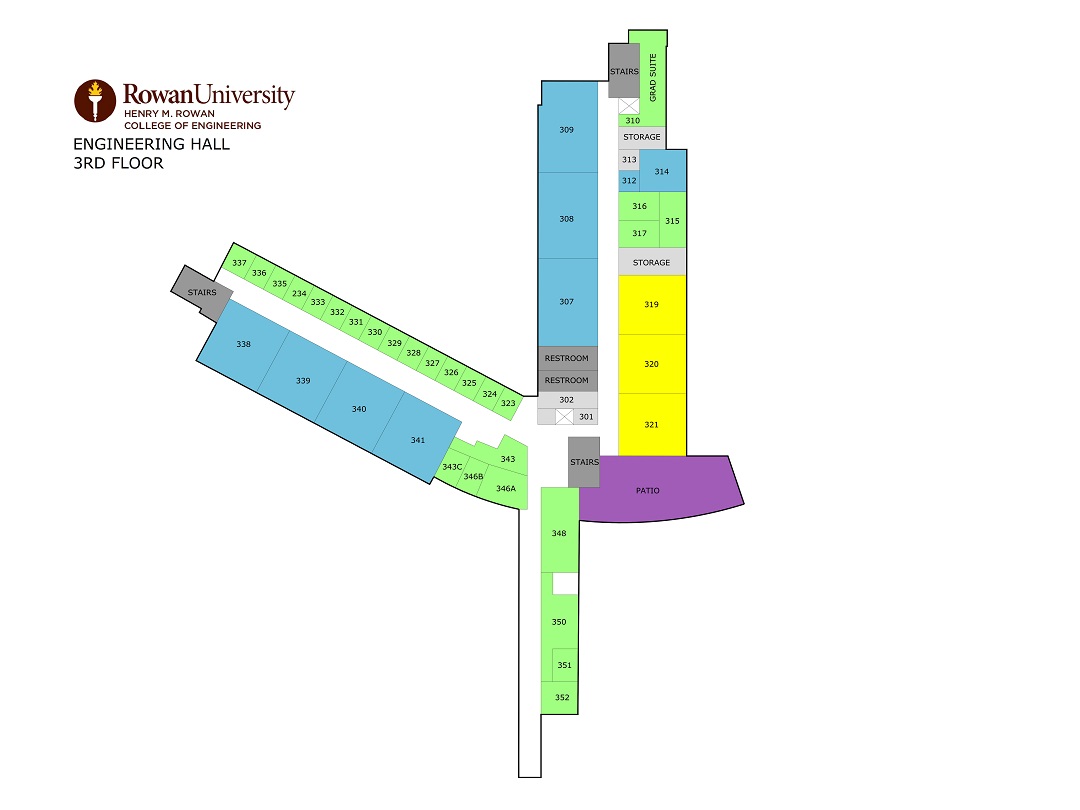 Rowan University
HENRY M. ROWAN
COLLEGE OF ENGINEERING
ENGINEERING HALL
3RD FLOOR
STAIRS
GRAD SUITE
310
309
STORAGE
313
314
312
316
315
317
308
STORAGE
307
319
RESTROOM
320
RESTROOM
302
301
321
STAIRS
PATIO
337
336
335
234
333
332
331
330
329
328
327
326
325
324
323
STAIRS
338
339
340
341
343
343C
346B
346A
348
350
351
352